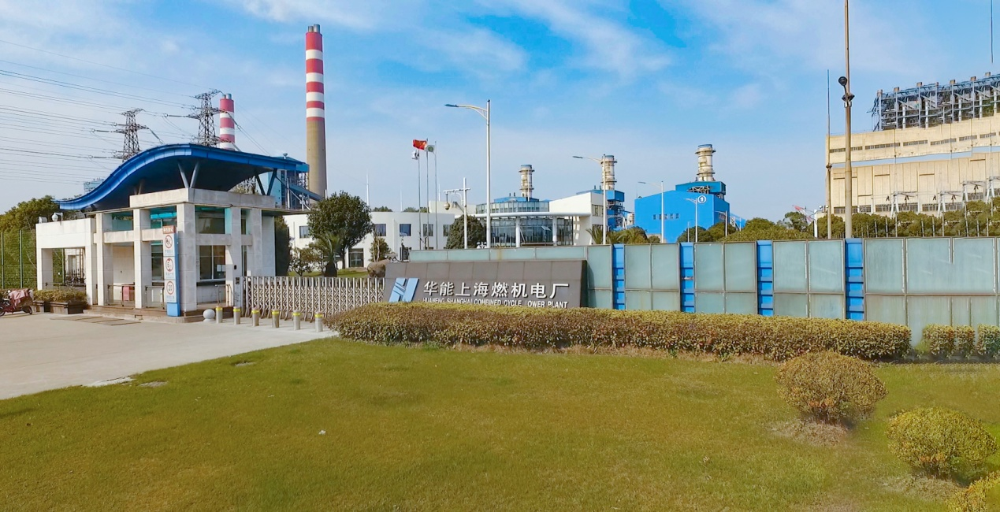 华能上海燃机电厂
HUANENG SHANGHAI COMBINED CYCLE OWER PLANT